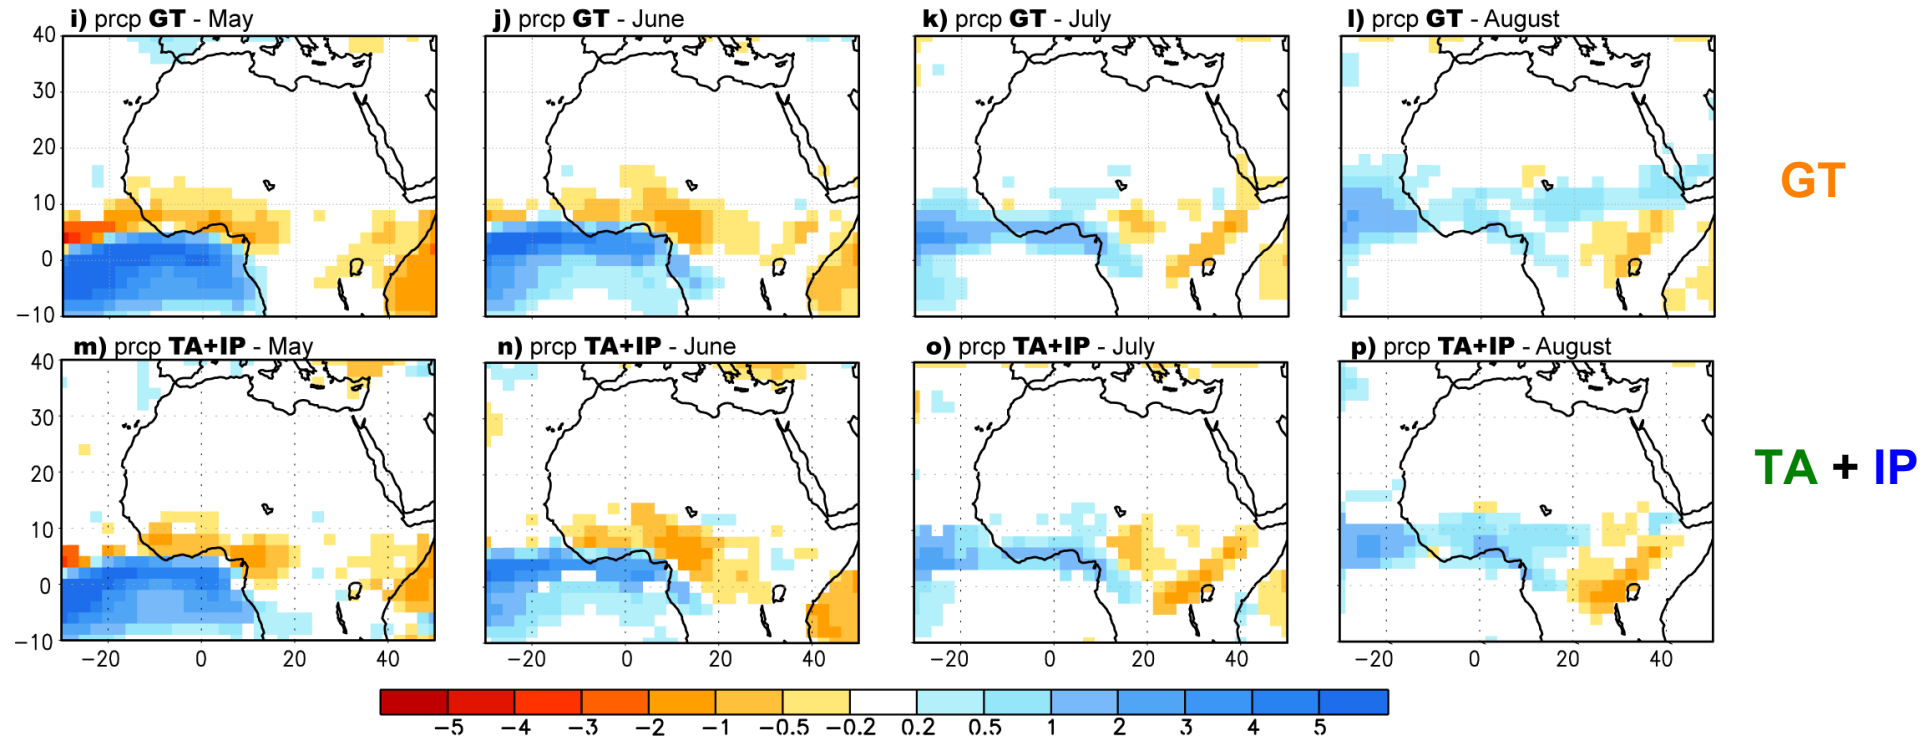 i) prcp GT - May
j) prcp GT - June
k) prcp GT - July
l) prcp GT - August
40
30
20
10
0
−10
GT
m) prcp TA+IP - May
n) prcp TA+IP - June
o) prcp TA+IP - July
p) prcp TA+IP - August
40
30
20
10
0
−10
TA + IP
−20 0 20 40 −20 0 20 40 −20 0 20 40 −20 0 20 40
−5 −4 −3 −2 −1 −0.5 −0.2 0.2 0.5 1 2 3 4 5